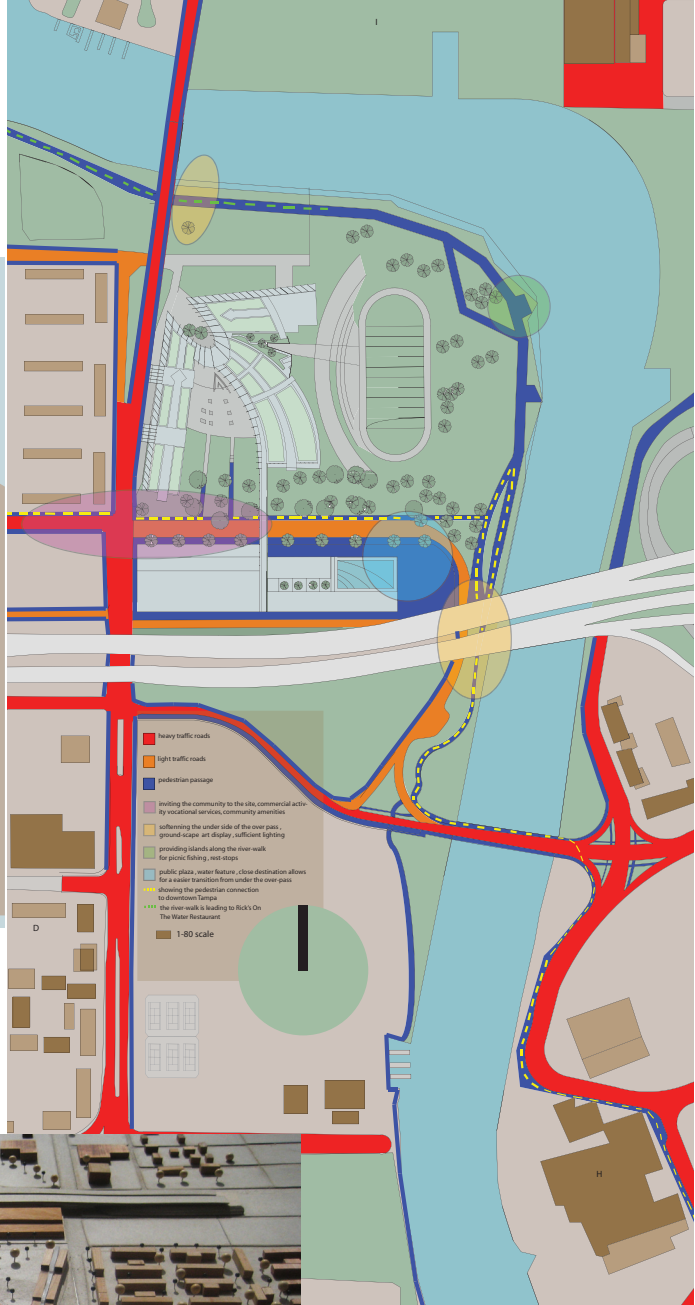 I
heavy traffic roads
light traffic roads
pedestrian passage
inviting the community to the site, commercial activ-
ity vocational services, community amenities
softenning the under side of the over pass ,
ground-scape art display , sufficient lighting
providing islands along the river-walk
for picnic fishing , rest-stops
public plaza , water feature , close destination allows
for a easier transition from under the over-pass
showing the pedestrian connection
to downtown Tampa
the river-walk is leading to Rick's On
The Water Restaurant
D
1-80 scale
H